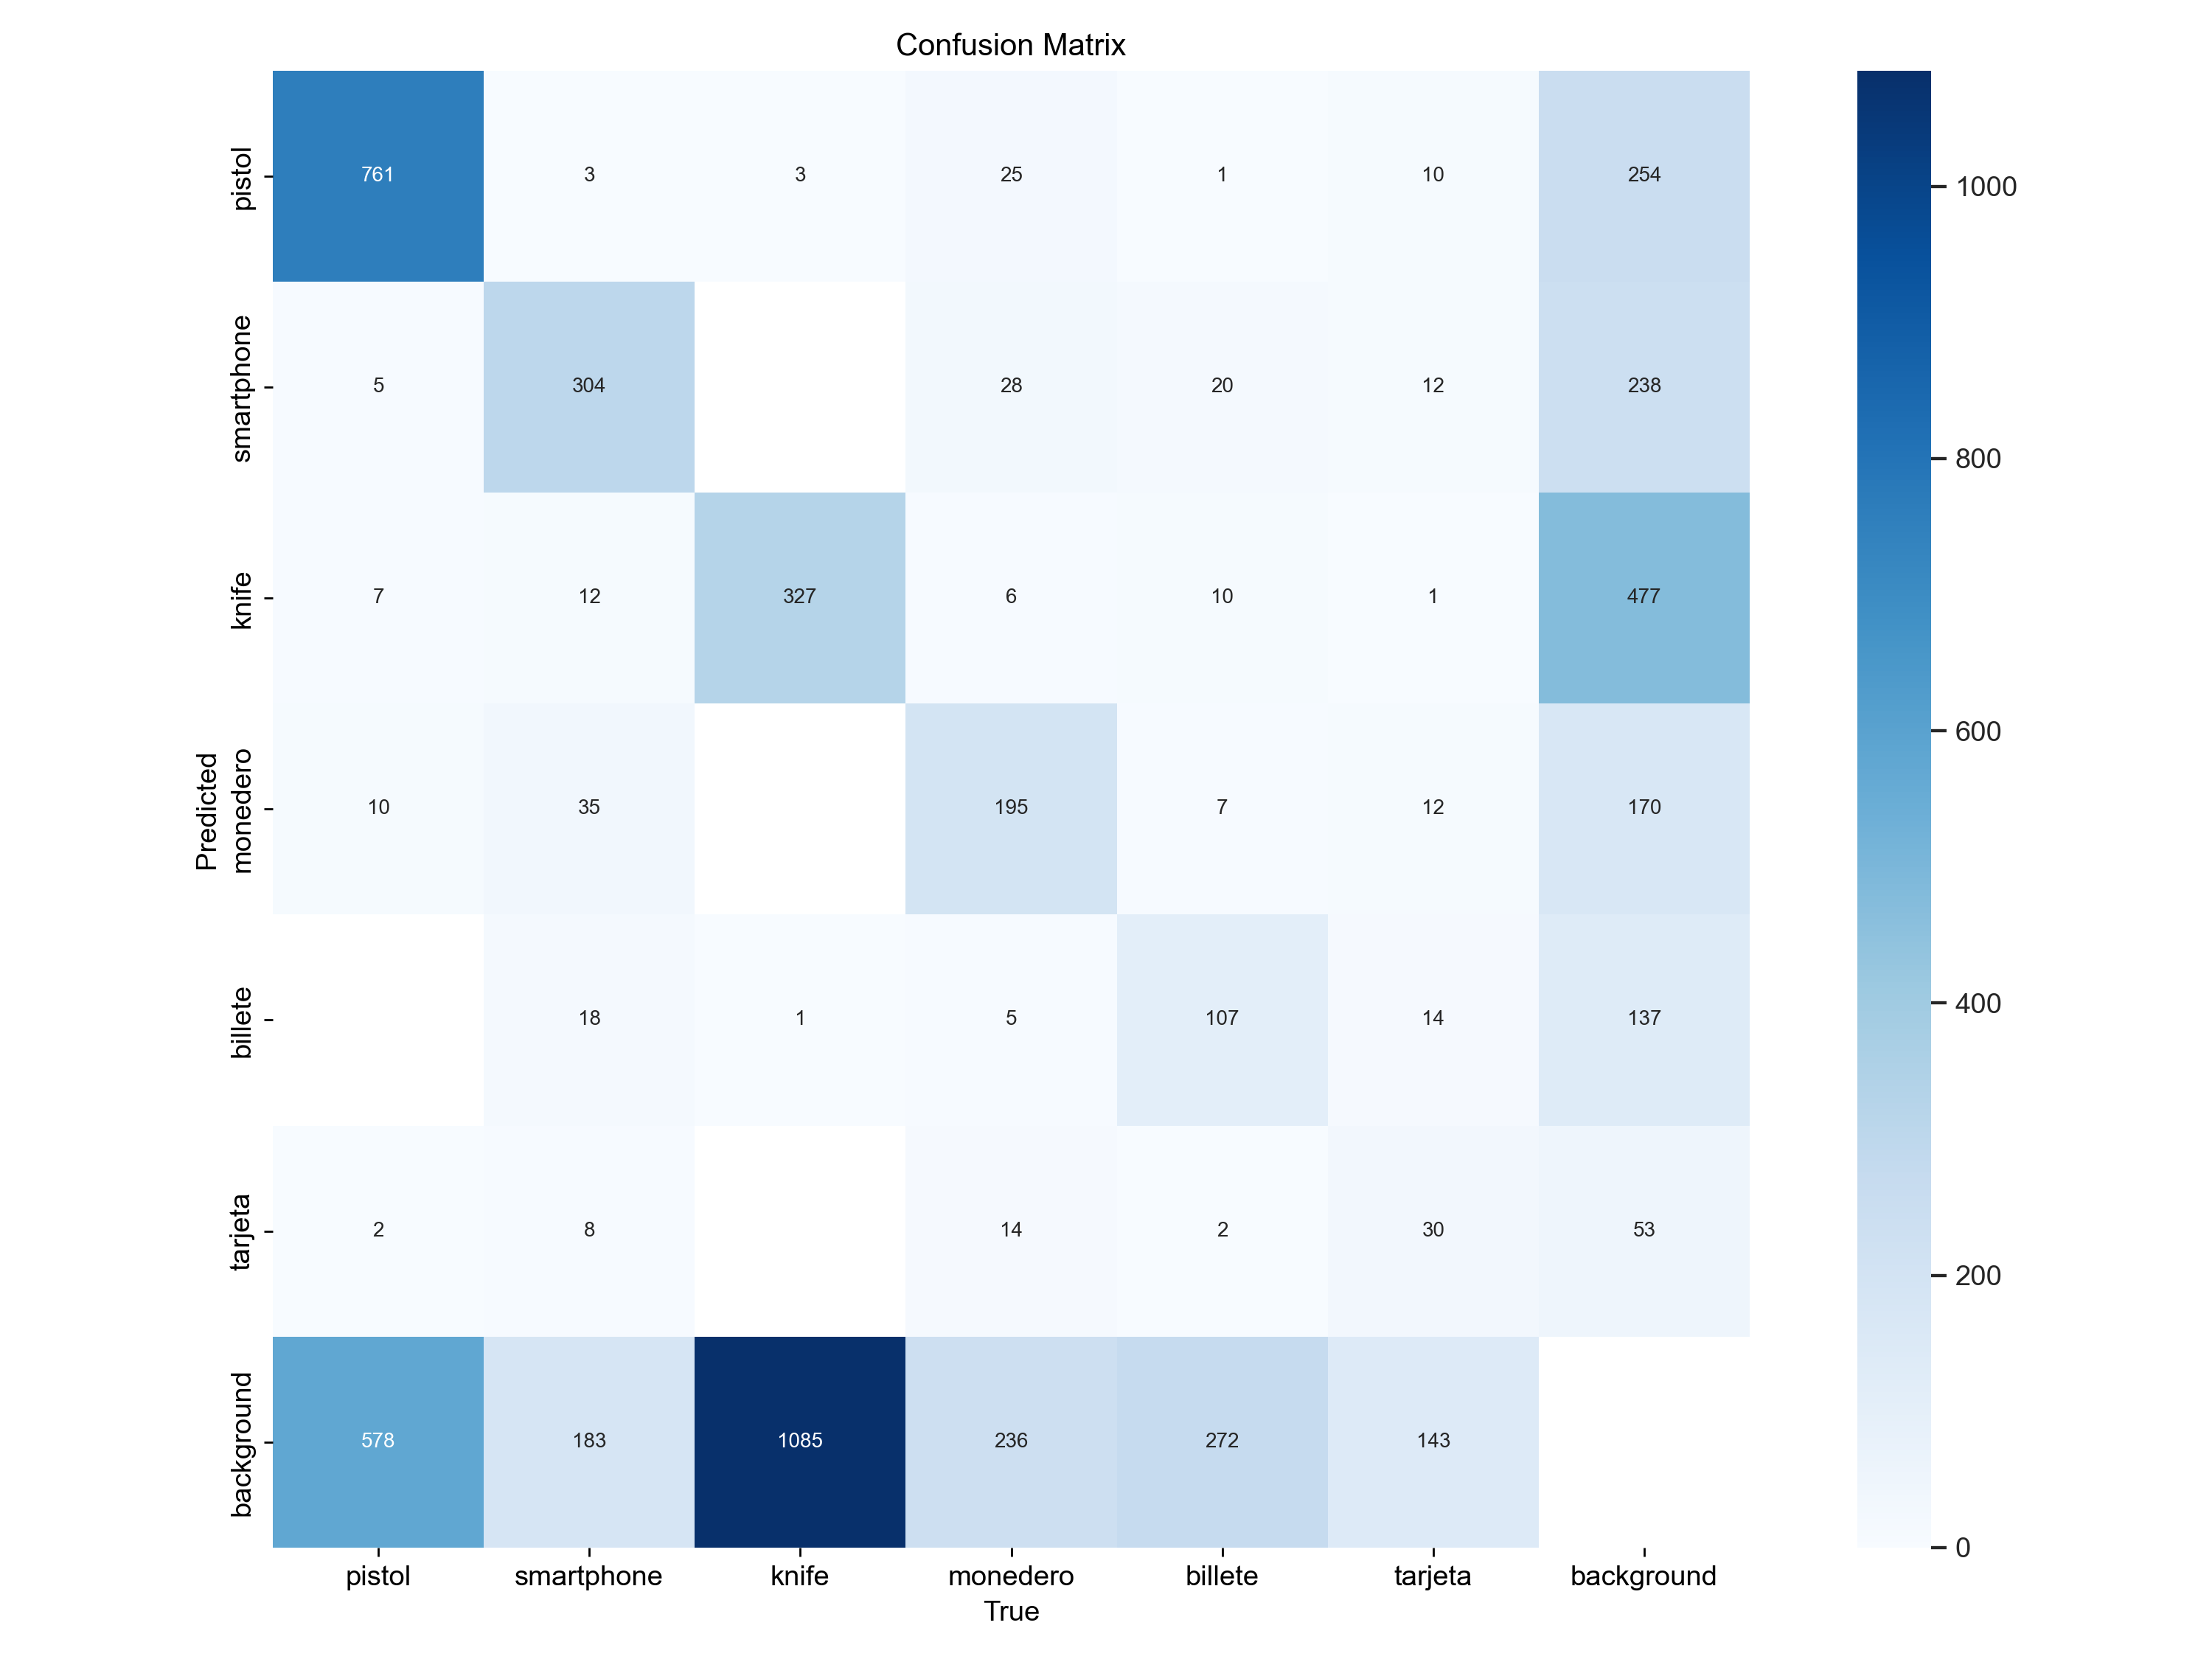 Confusion Matrix
Predicted
pistol 761 3 3 25 1 10 254
smartphone 5 304 28 20 12 238
knife 7 12 327 6 10 1 477
monedero 10 35 195 7 12 170
billete 18 1 5 107 14 137
tarjeta 2 8 14 2 30 53
background 578 183 1085 236 272 143
pistol smartphone knife monedero billete tarjeta background
True
1000
800
600
400
200
0